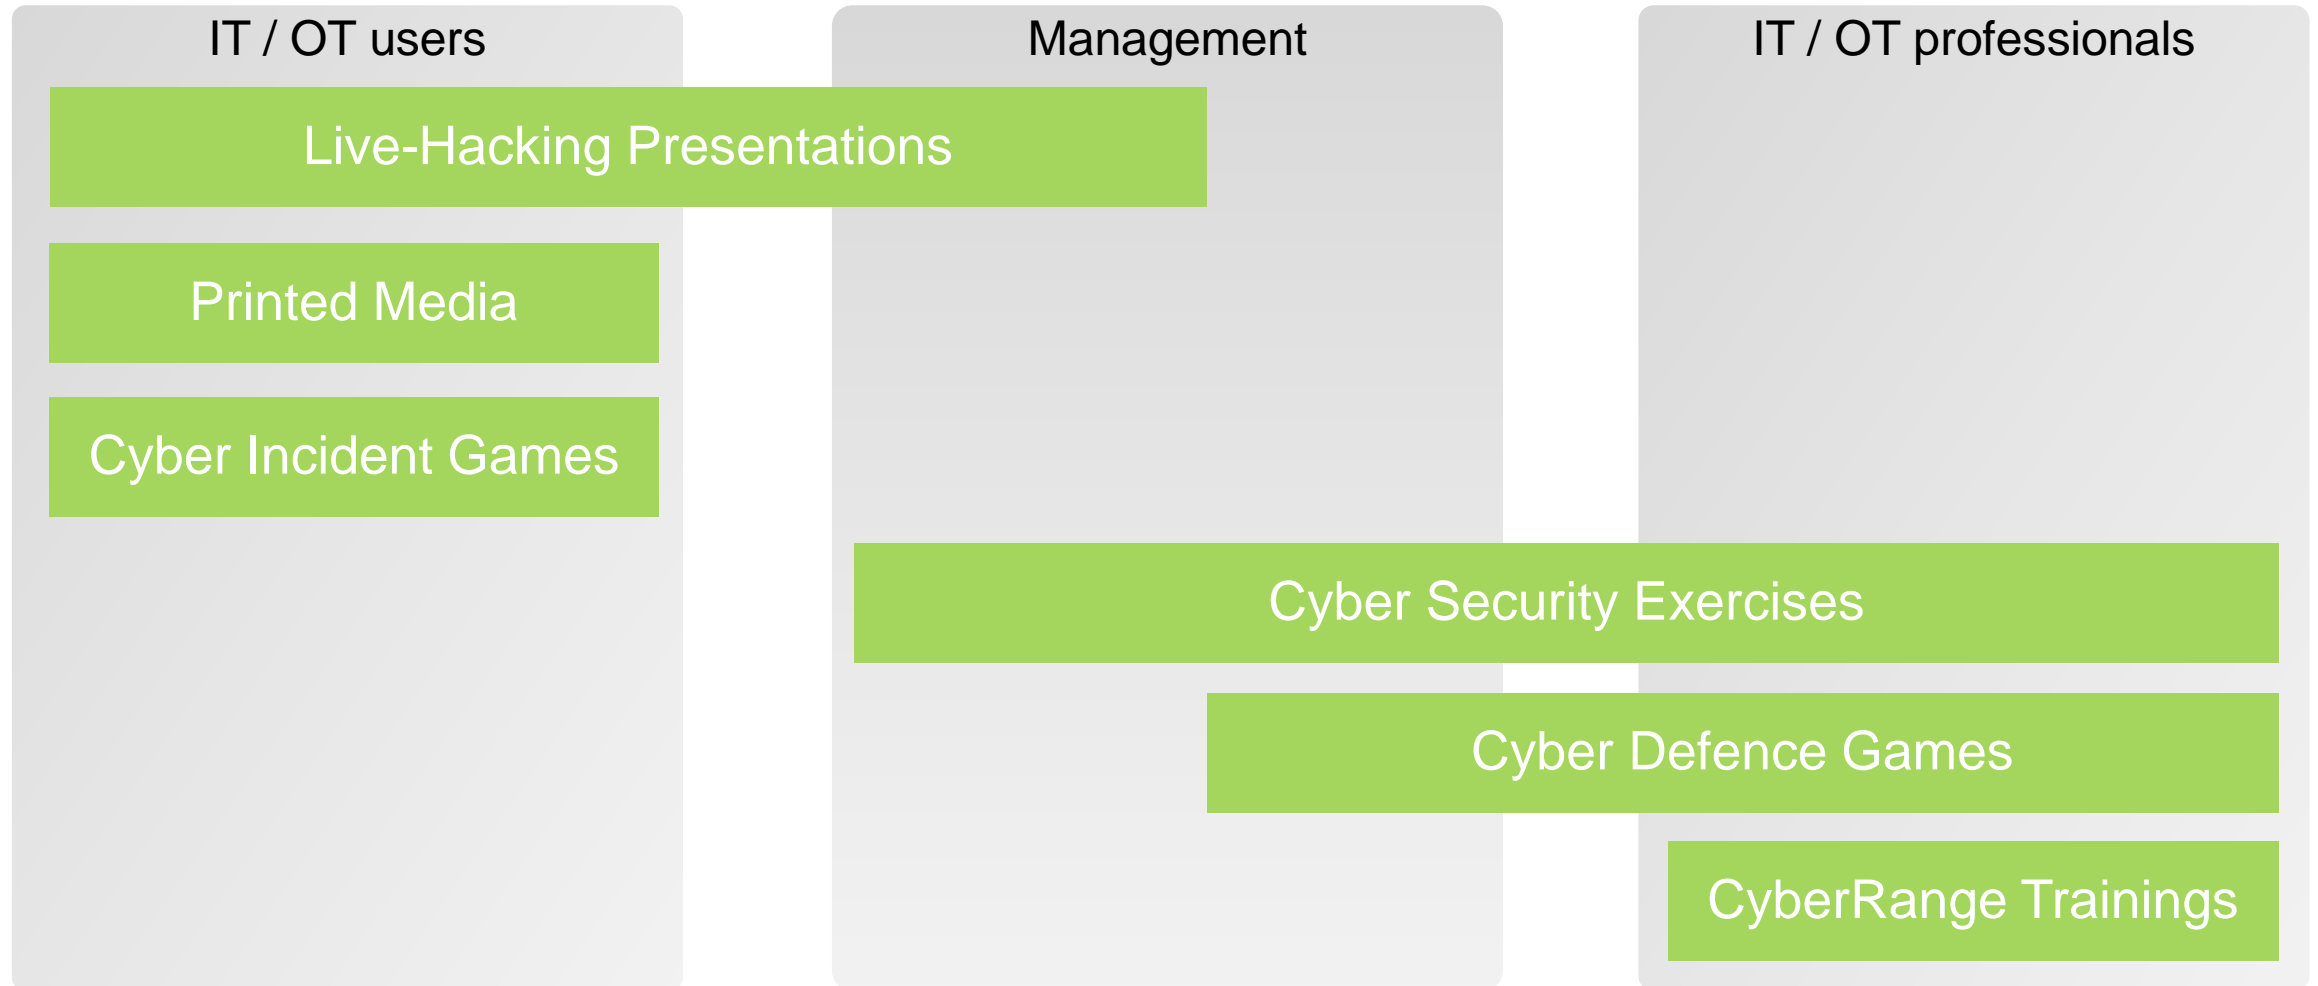 IT / OT users
Management
IT / OT professionals
Live-Hacking Presentations
Printed Media
Cyber Incident Games
Cyber Security Exercises
Cyber Defence Games
CyberRange Trainings